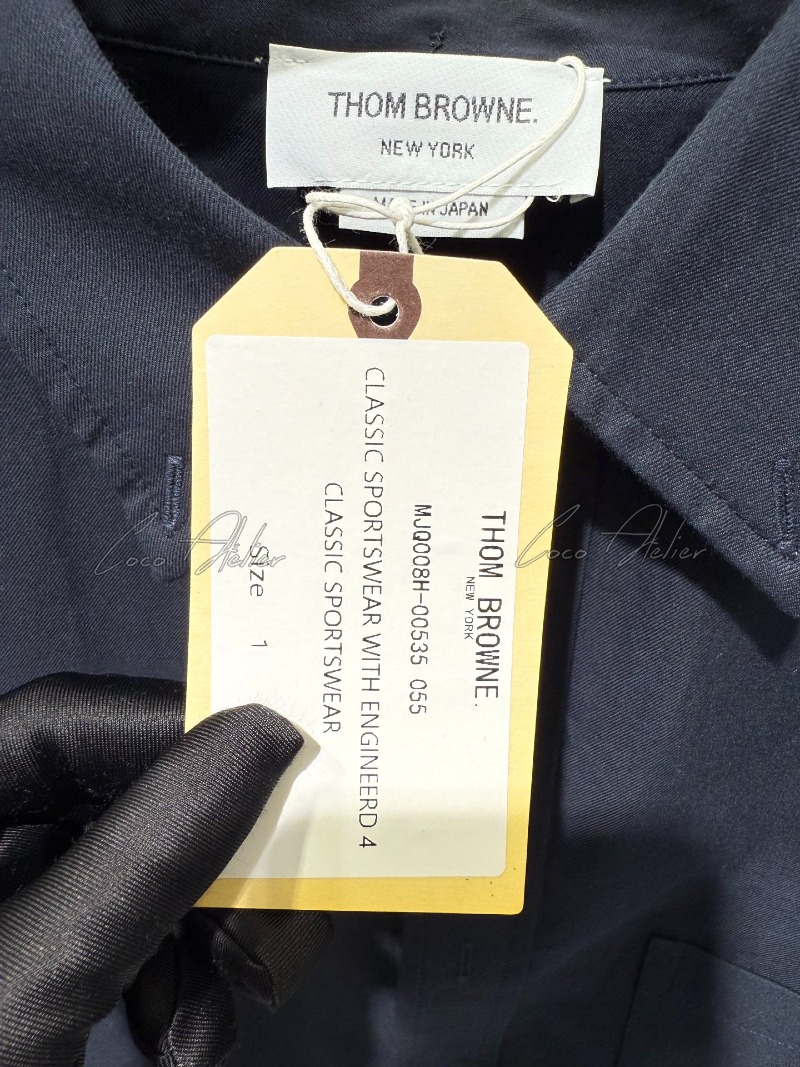 THOM BROWNE.
NEW YORK
MADE IN JAPAN
THOM BROWNE.
NEW YORK
MJQ008H-00535 055
CLASSIC SPORTSWEAR WITH ENGINEERD 4
CLASSIC SPORTSWEAR
size 1
Coco Atelier
Coco Atelier